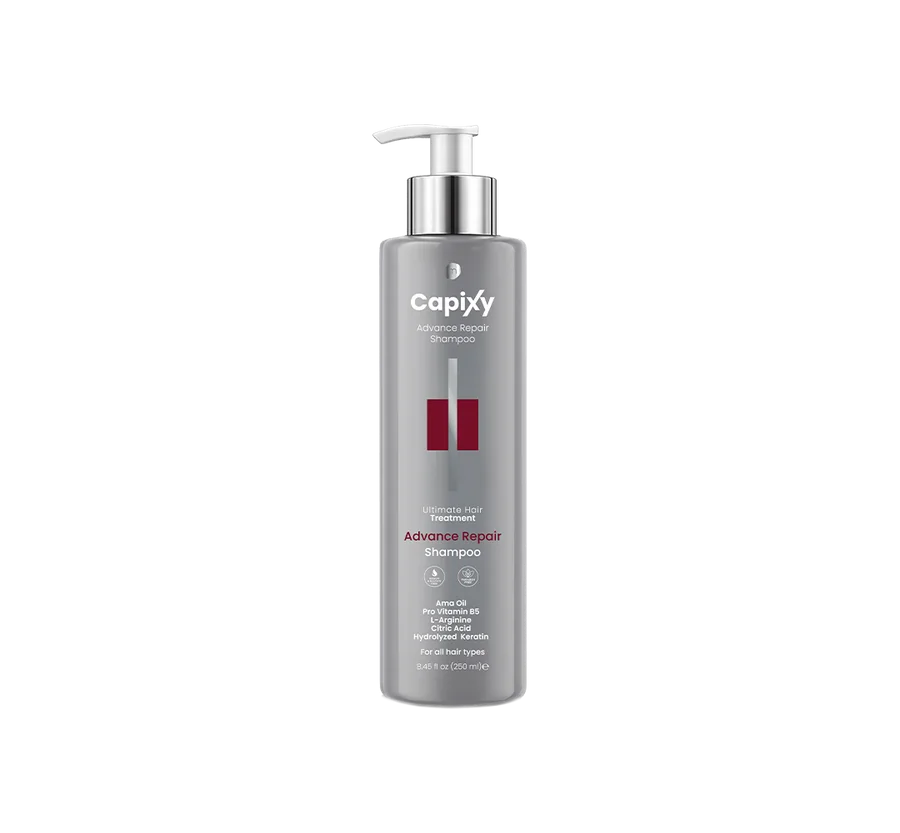 Capixy
Advance Repair
Shampoo
Ultimate Hair
Treatment
Advance Repair
Shampoo
Ama Oil
Pro Vitamin B5
L-Arginine
Citric Acid
Hydrolyzed Keratin
For all hair types
8.45 fl oz (250 ml)℮